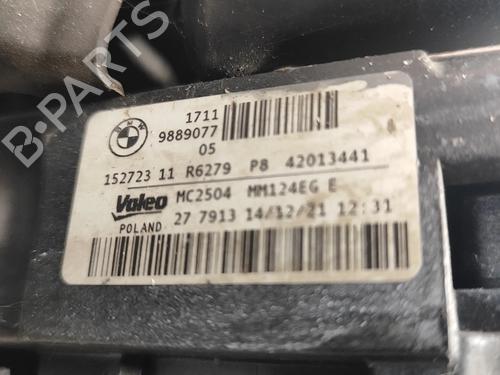 1711
9889077
05
152723 11 R6279 P8 42013441
Valeo MC2504 MM124EG E
POLAND 27 7913 14/12/21 12:31
B-PARTS